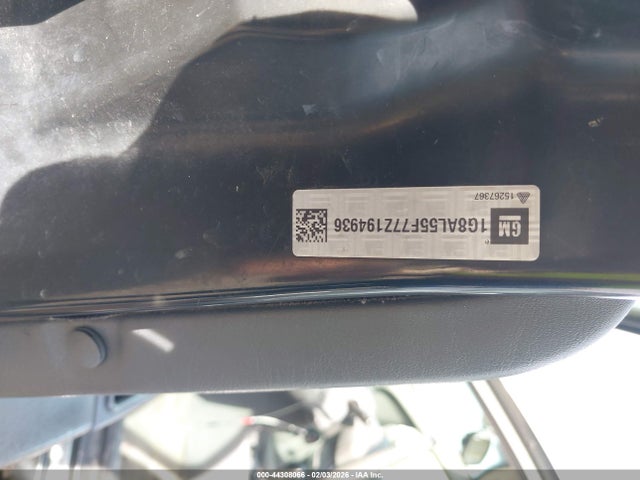 GM
1G8AL55F77Z194936
15267367
000-44308066 - 02/03/2026 - IAA Inc.